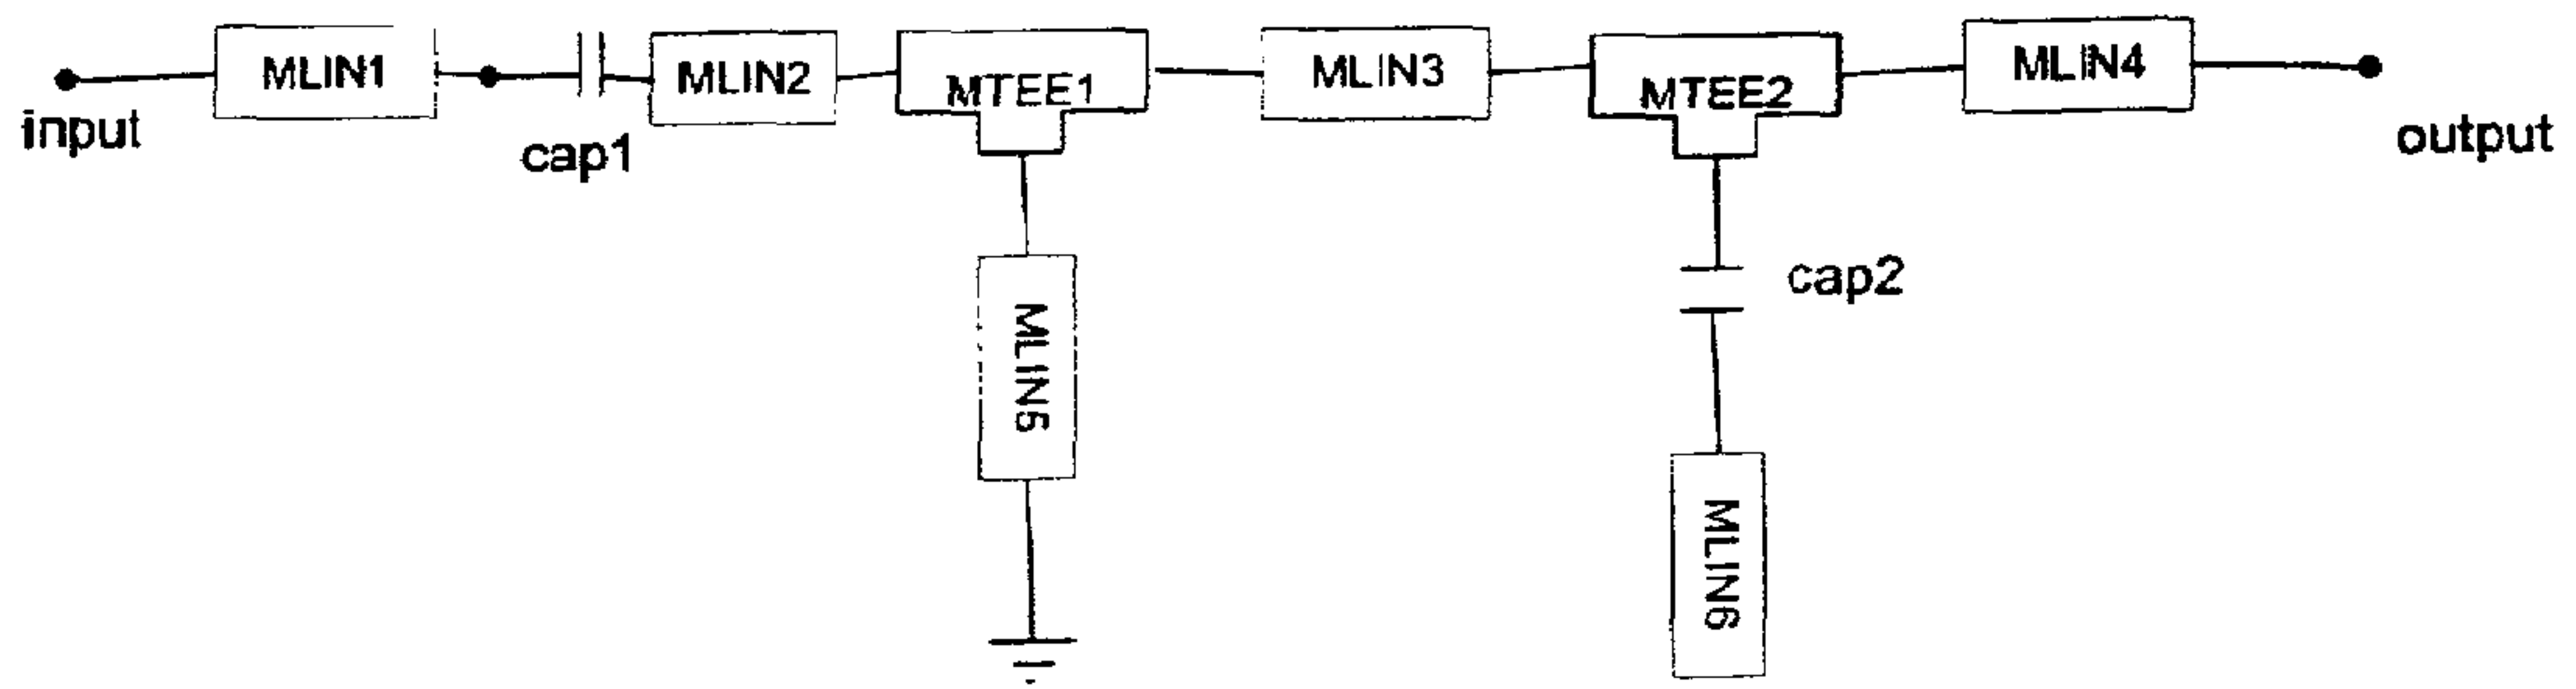 MLIN1
MLIN2
MTEE1
MLIN3
MTEE2
MLIN4
input
cap1
output
cap2
MLIN5
MLIN6